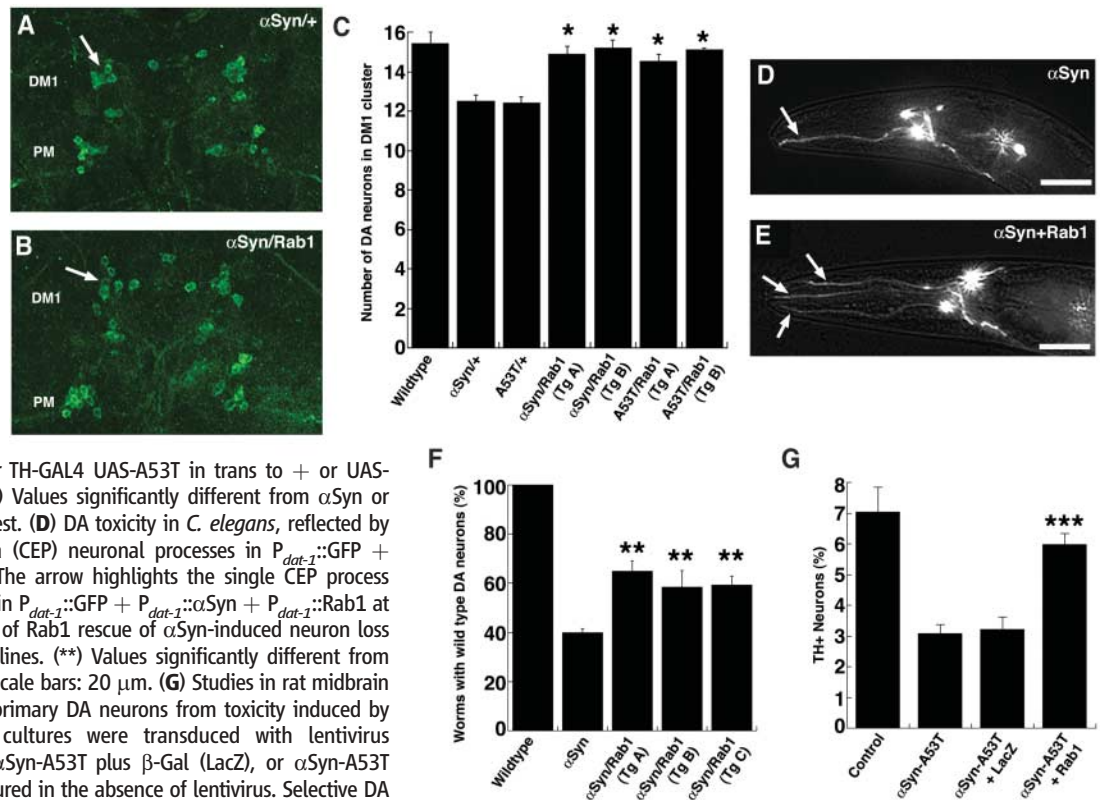 A
αSyn/+
DM1
PM
B
αSyn/Rab1
DM1
PM
C
Number of DA neurons in DM1 cluster
16
14
12
10
8
6
4
2
0
* * * *
Wildtype
αSyn/+
A53T/+
αSyn/Rab1 (Tg A)
αSyn/Rab1 (Tg B)
A53T/Rab1 (Tg A)
A53T/Rab1 (Tg B)
D
αSyn
E
αSyn+Rab1
r TH-GAL4 UAS-A53T in trans to + or UAS-
) Values significantly different from αSyn or
est. (D) DA toxicity in C. elegans, reflected by
(CEP) neuronal processes in Pdat-1::GFP +
The arrow highlights the single CEP process
in Pdat-1::GFP + Pdat-1::αSyn + Pdat-1::Rab1 at
of Rab1 rescue of αSyn-induced neuron loss
lines. (**) Values significantly different from
cale bars: 20 μm. (G) Studies in rat midbrain
primary DA neurons from toxicity induced by
cultures were transduced with lentivirus
αSyn-A53T plus β-Gal (LacZ), or αSyn-A53T
ured in the absence of lentivirus. Selective DA
F
Worms with wild type DA neurons (%)
100
80
60
40
20
0
** ** **
Wildtype
αSyn
αSyn/Rab1 (Tg A)
αSyn/Rab1 (Tg B)
αSyn/Rab1 (Tg C)
G
TH+ Neurons (%)
8
7
6
5
4
3
2
1
0
***
Control
αSyn-A53T
αSyn-A53T + LacZ
αSyn-A53T + Rab1